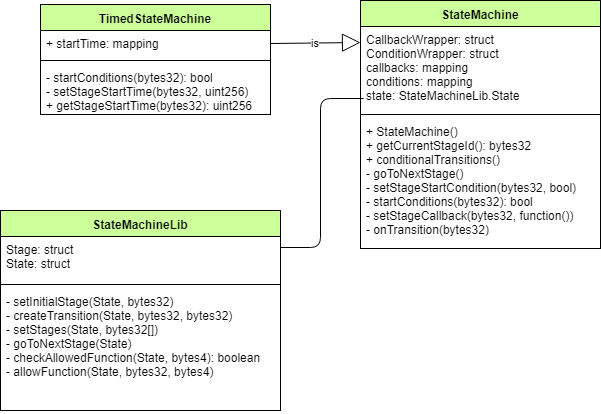 TimedStateMachine
+ startTime: mapping
- startConditions(bytes32): bool
- setStageStartTime(bytes32, uint256)
+ getStageStartTime(bytes32): uint256
is
StateMachine
CallbackWrapper: struct
ConditionWrapper: struct
callbacks: mapping
conditions: mapping
state: StateMachineLib.State
+ StateMachine()
+ getCurrentStageId(): bytes32
+ conditionalTransitions()
- goToNextStage()
- setStageStartCondition(bytes32, bool)
- startConditions(bytes32): bool
- setStageCallback(bytes32, function())
- onTransition(bytes32)
StateMachineLib
Stage: struct
State: struct
- setInitialStage(State, bytes32)
- createTransition(State, bytes32, bytes32)
- setStages(State, bytes32[])
- goToNextStage(State)
- checkAllowedFunction(State, bytes4): boolean
- allowFunction(State, bytes32, bytes4)